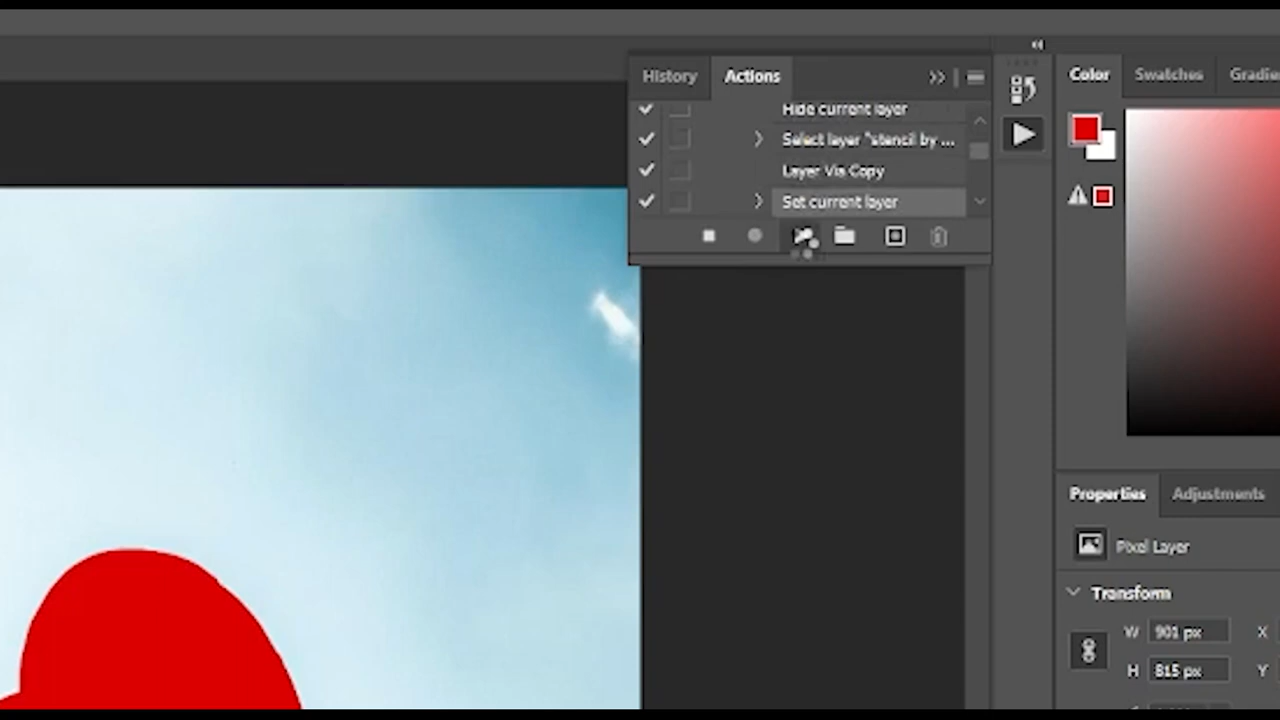 History Actions
Hide current layer
Select layer "stencil by ...
Layer Via Copy
Set current layer
Color Swatches Gradie
Properties Adjustments
Pixel Layer
Transform
W 901 px X
H 815 px Y